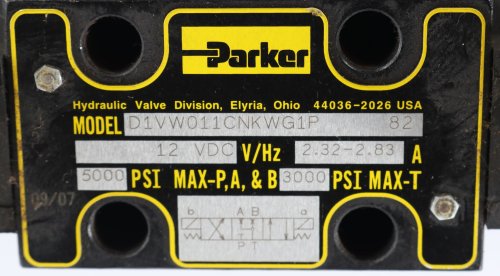 Parker
Hydraulic Valve Division, Elyria, Ohio 44036-2026 USA
MODEL D1VW011CNKWG1P 82
12 VDC V/Hz 2.32-2.83 A
5000 PSI MAX-P,A, & B 3000 PSI MAX-T
09/07
b A B a
P T